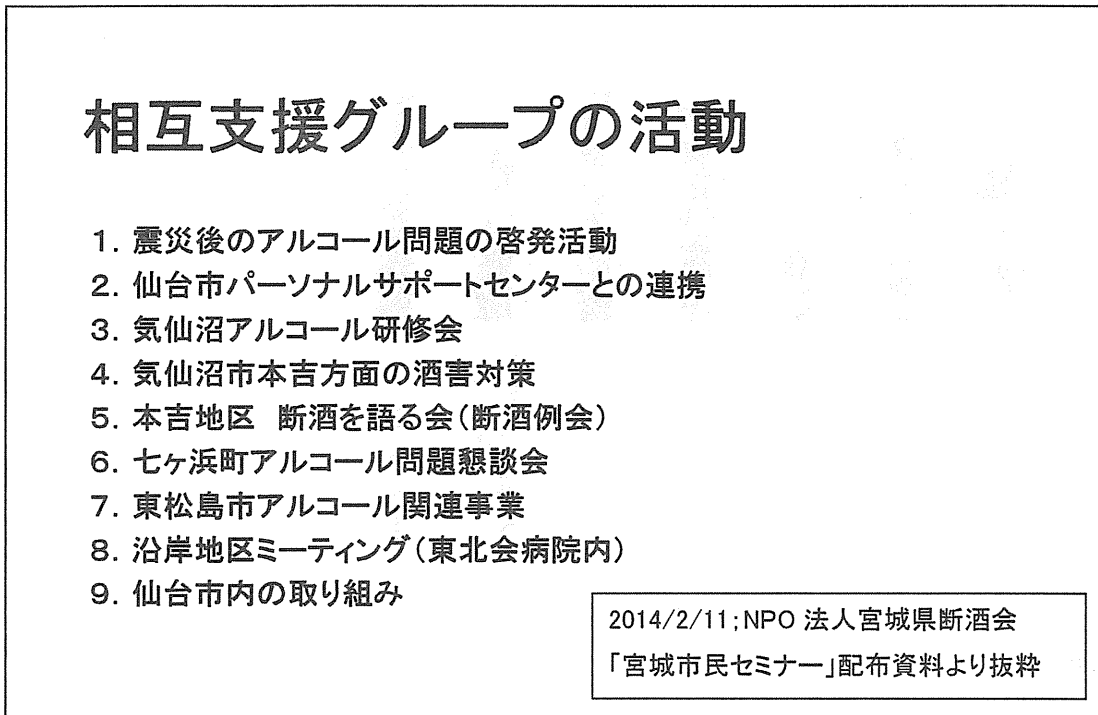 相互支援グループの活動
1. 震災後のアルコール問題の啓発活動
2. 仙台市パーソナルサポートセンターとの連携
3. 気仙沼アルコール研修会
4. 気仙沼市本吉方面の酒害対策
5. 本吉地区 断酒を語る会(断酒例会)
6. 七ヶ浜町アルコール問題懇談会
7. 東松島市アルコール関連事業
8. 沿岸地区ミーティング(東北会病院内)
9. 仙台市内の取り組み
2014/2/11;NPO 法人宮城県断酒会
「宮城市民セミナー」配布資料より抜粋